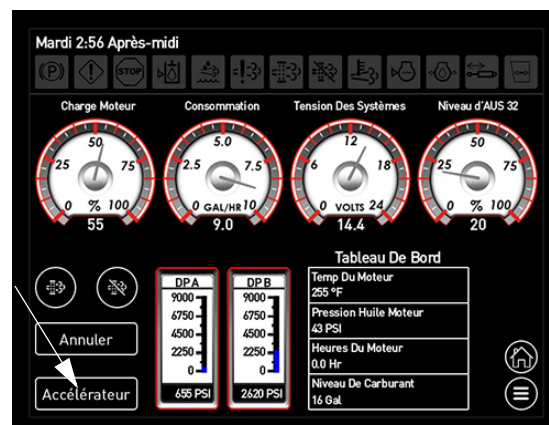 Mardi 2:56 Après-midi
(P) STOP
Charge Moteur Consommation Tension Des Systèmes Niveau d'AUS 32
50 5.0 12 50
25 75 2.5 7.5 6 18 25 75
0 % 100 0 GAL/HR 10 0 VOLTS 24 0 % 100
55 9.0 14.4 20
Tableau De Bord
DPA DPB
9000 9000
6750 6750
4500 4500
2250 2250
0 0
655 PSI 2620 PSI
Temp Du Moteur
255 °F
Pression Huile Moteur
43 PSI
Heures Du Moteur
0.0 Hr
Niveau De Carburant
16 Gal
Annuler
Accélérateur